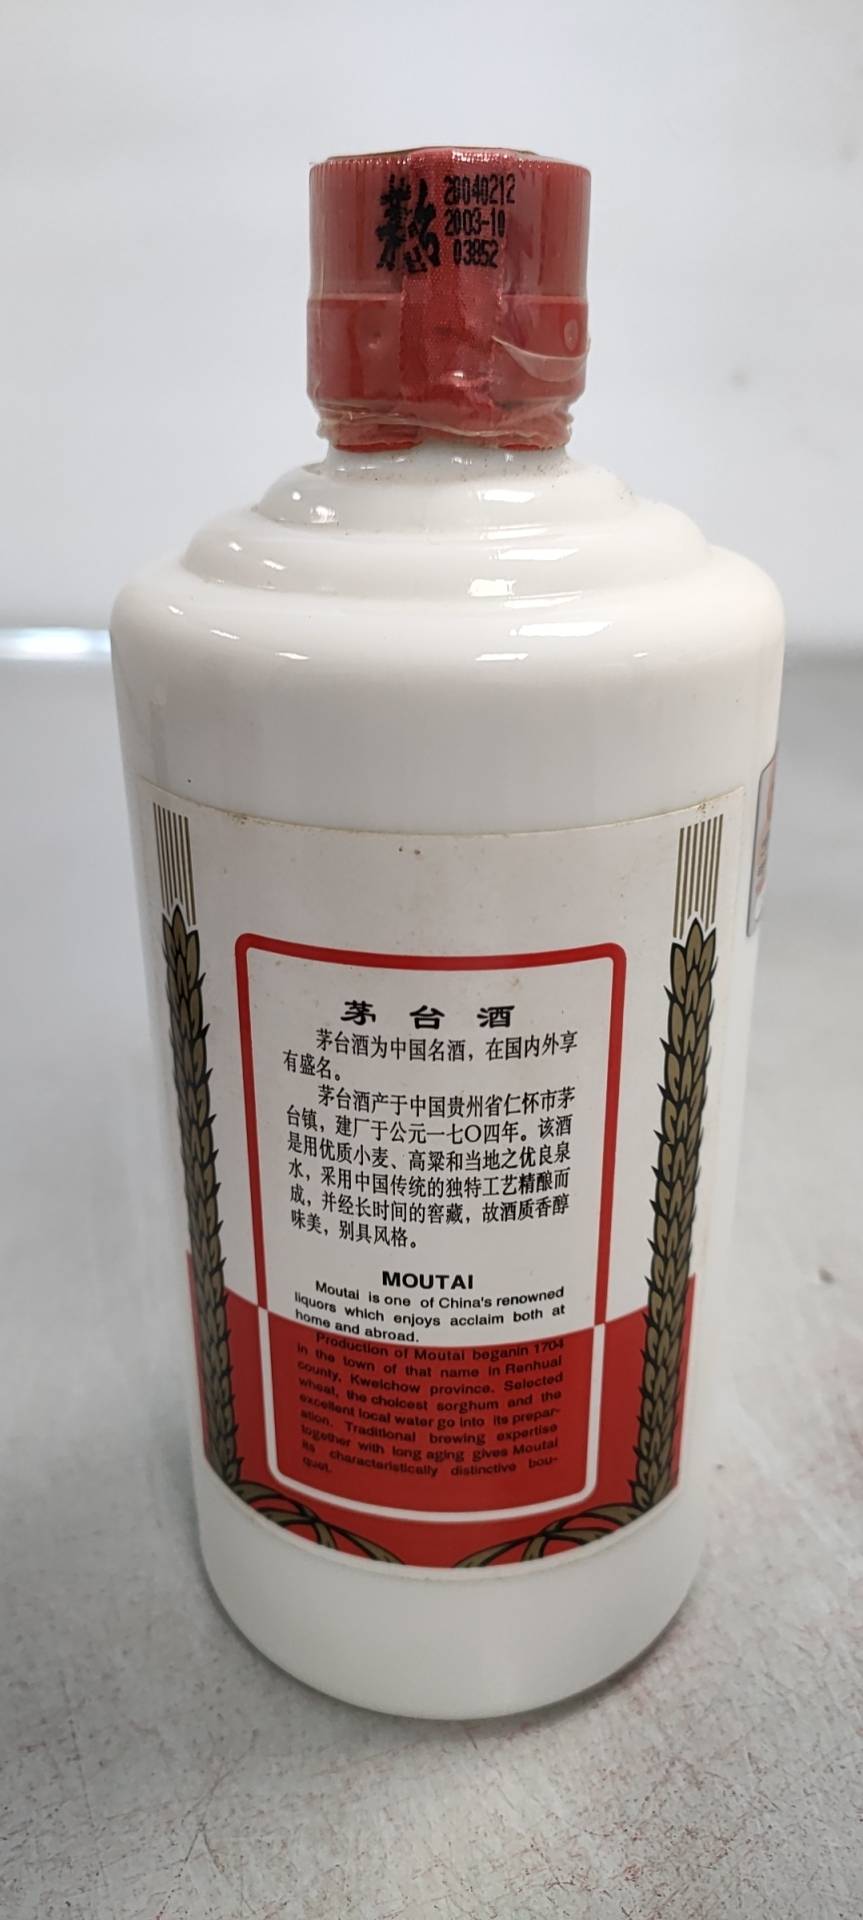 茅台
20040212
2003-10
03852
茅台酒
茅台酒为中国名酒，在国内外享
有盛名。
茅台酒产于中国贵州省仁怀市茅
台镇，建厂于公元一七〇四年。该酒
是用优质小麦、高粱和当地之优良泉
水，采用中国传统的独特工艺精酿而
成，并经长时间的窖藏，故酒质香醇
味美，别具风格。
MOUTAI
Moutai is one of China's renowned
liquors which enjoys acclaim both at
home and abroad.
Production of Moutai beganin 1704
in the town of that name in Renhuai
county, Kweichow province. Selected
wheat, the choicest sorghum and the
excellent local water go into its prepar-
ation. Traditional brewing expertise
together with long aging gives Moutai
its characteristically distinctive bou-
quet.